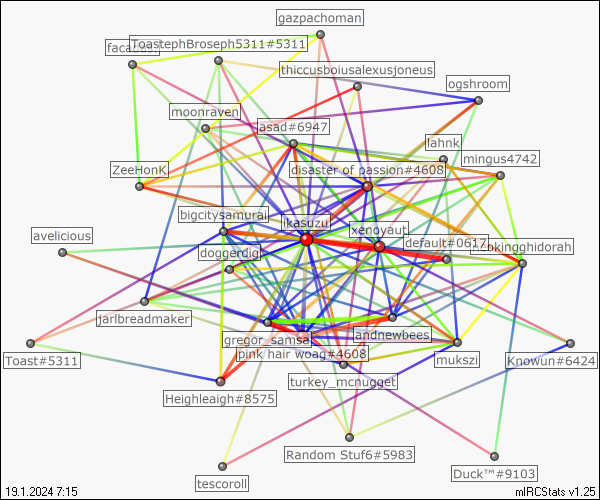 gazpachoman
ToastephBroseph5311#5311
thiccusboiusalexusjoneus
ogshroom
moonraven
asad#6947
lahnk
mingus4742
ZeeHonK
disaster of passion#4608
bigcitysamurai
ikasuzu
xenoyaut
avelicious
default#0617
doggerdig
jarlbreadmaker
gregor_samsa
andnewbees
pink hair woag#4608
Toast#5311
mukszi
Knowun#6424
turkey_mcnugget
Heighleaigh#8575
Random Stuf6#5983
Duck™#9103
tescoroll
19.1.2024 7:15
mIRCStats v1.25